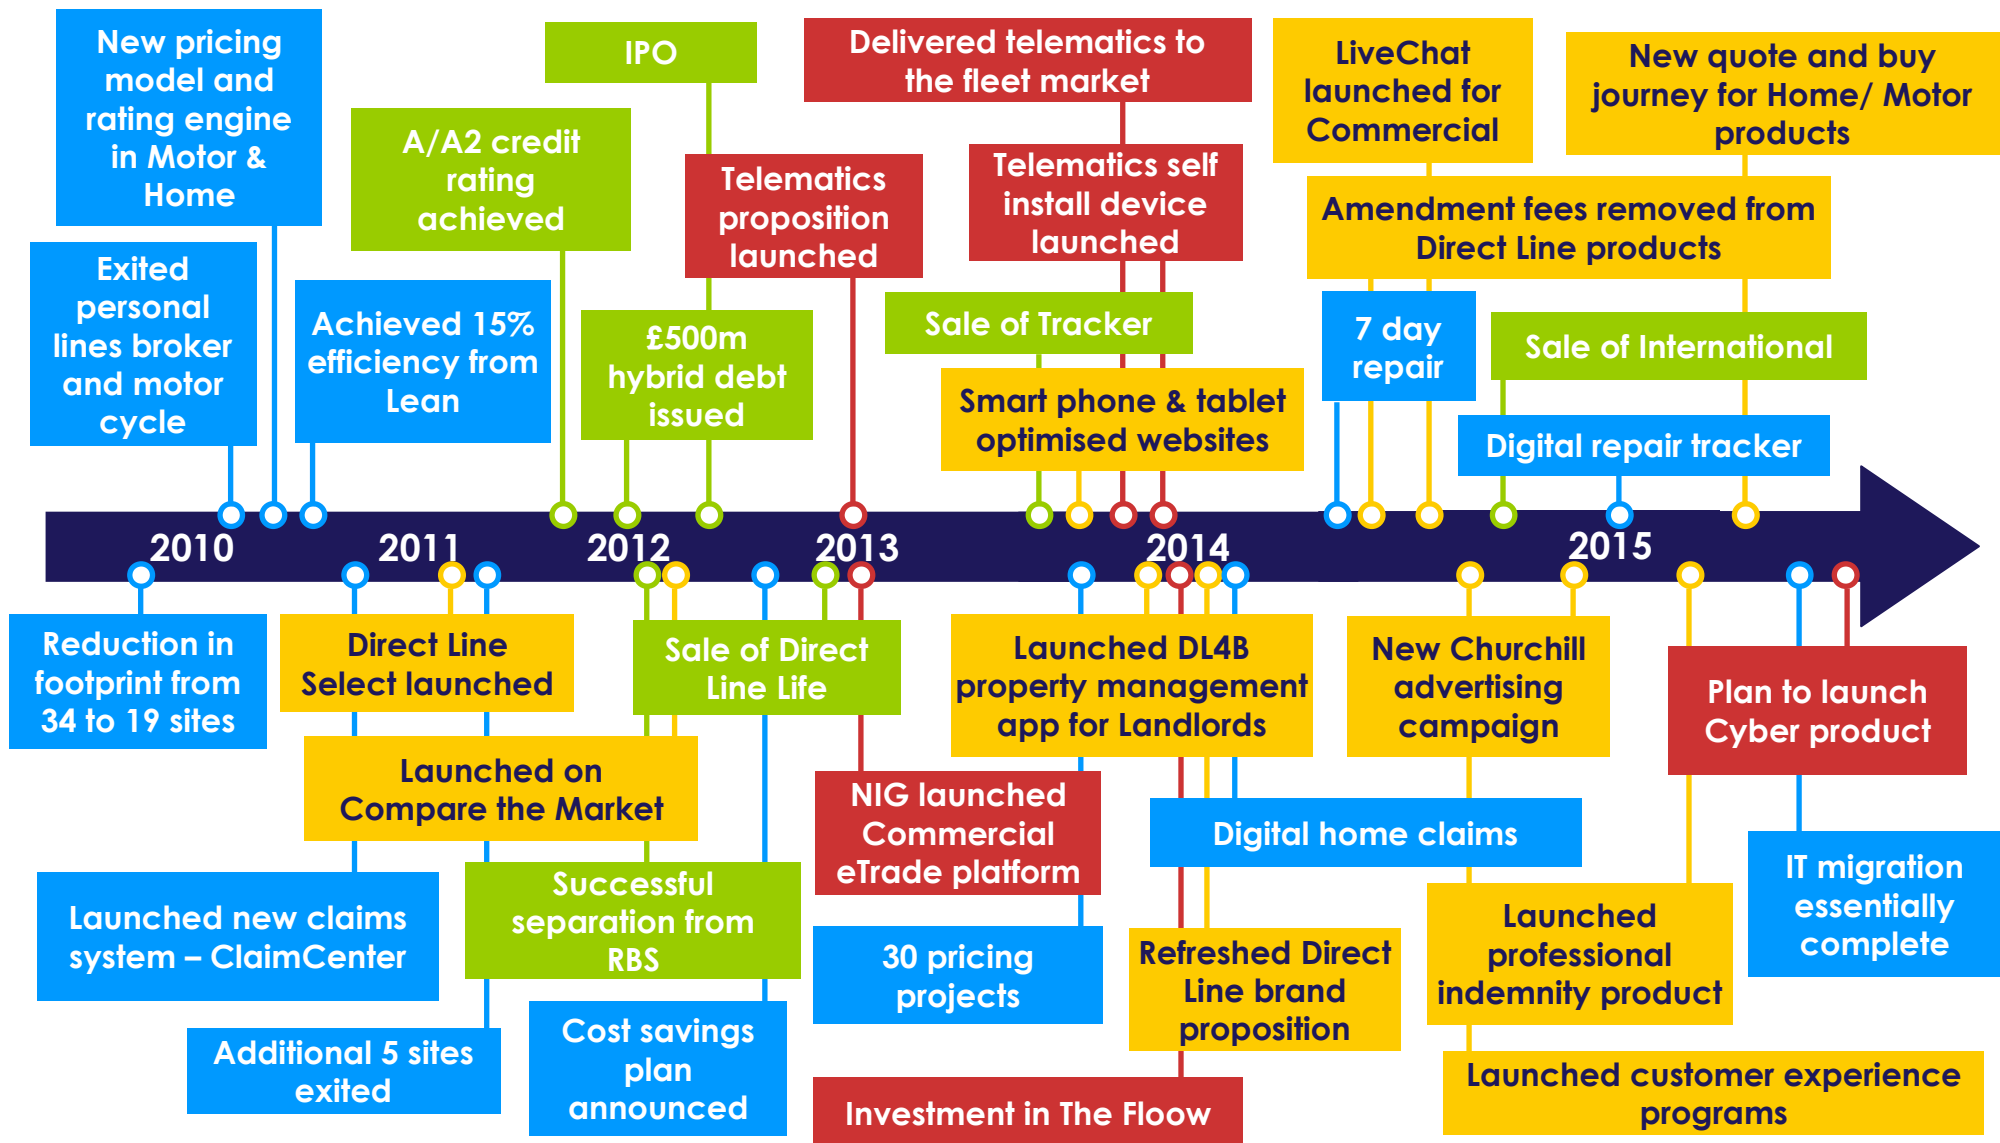 New pricing
model and
rating engine
in Motor &
Home
IPO
Delivered telematics to
the fleet market
LiveChat
launched for
Commercial
New quote and buy
journey for Home/ Motor
products
A/A2 credit
rating
achieved
Telematics
proposition
launched
Telematics self
install device
launched
Amendment fees removed from
Direct Line products
Exited
personal
lines broker
and motor
cycle
Achieved 15%
efficiency from
Lean
£500m
hybrid debt
issued
Sale of Tracker
7 day
repair
Sale of International
Smart phone & tablet
optimised websites
Digital repair tracker
2010
2011
2012
2013
2014
2015
Reduction in
footprint from
34 to 19 sites
Direct Line
Select launched
Sale of Direct
Line Life
Launched DL4B
property management
app for Landlords
New Churchill
advertising
campaign
Plan to launch
Cyber product
Launched on
Compare the Market
NIG launched
Commercial
eTrade platform
Digital home claims
IT migration
essentially
complete
Launched new claims
system – ClaimCenter
Successful
separation from
RBS
30 pricing
projects
Refreshed Direct
Line brand
proposition
Launched
professional
indemnity product
Additional 5 sites
exited
Cost savings
plan
announced
Investment in The Floow
Launched customer experience
programs